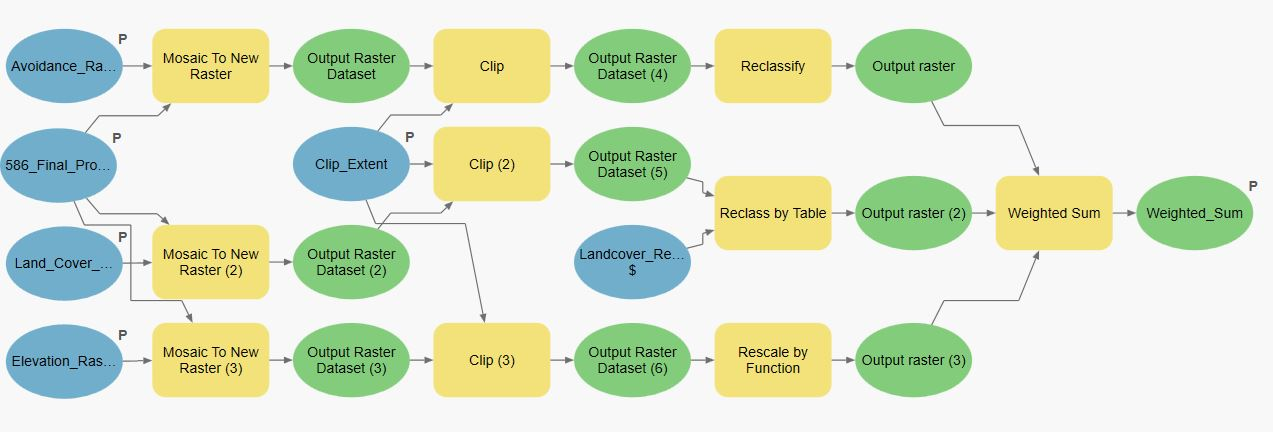 P
Avoidance_Ra...
Mosaic To New
Raster
Output Raster
Dataset
Clip
Output Raster
Dataset (4)
Reclassify
Output raster
P
586_Final_Pro...
P
Clip_Extent
Clip (2)
Output Raster
Dataset (5)
Reclass by Table
Output raster (2)
Weighted Sum
P
Weighted_Sum
P
Land_Cover_...
Mosaic To New
Raster (2)
Output Raster
Dataset (2)
Landcover_Re...
$
P
Elevation_Ras...
Mosaic To New
Raster (3)
Output Raster
Dataset (3)
Clip (3)
Output Raster
Dataset (6)
Rescale by
Function
Output raster (3)